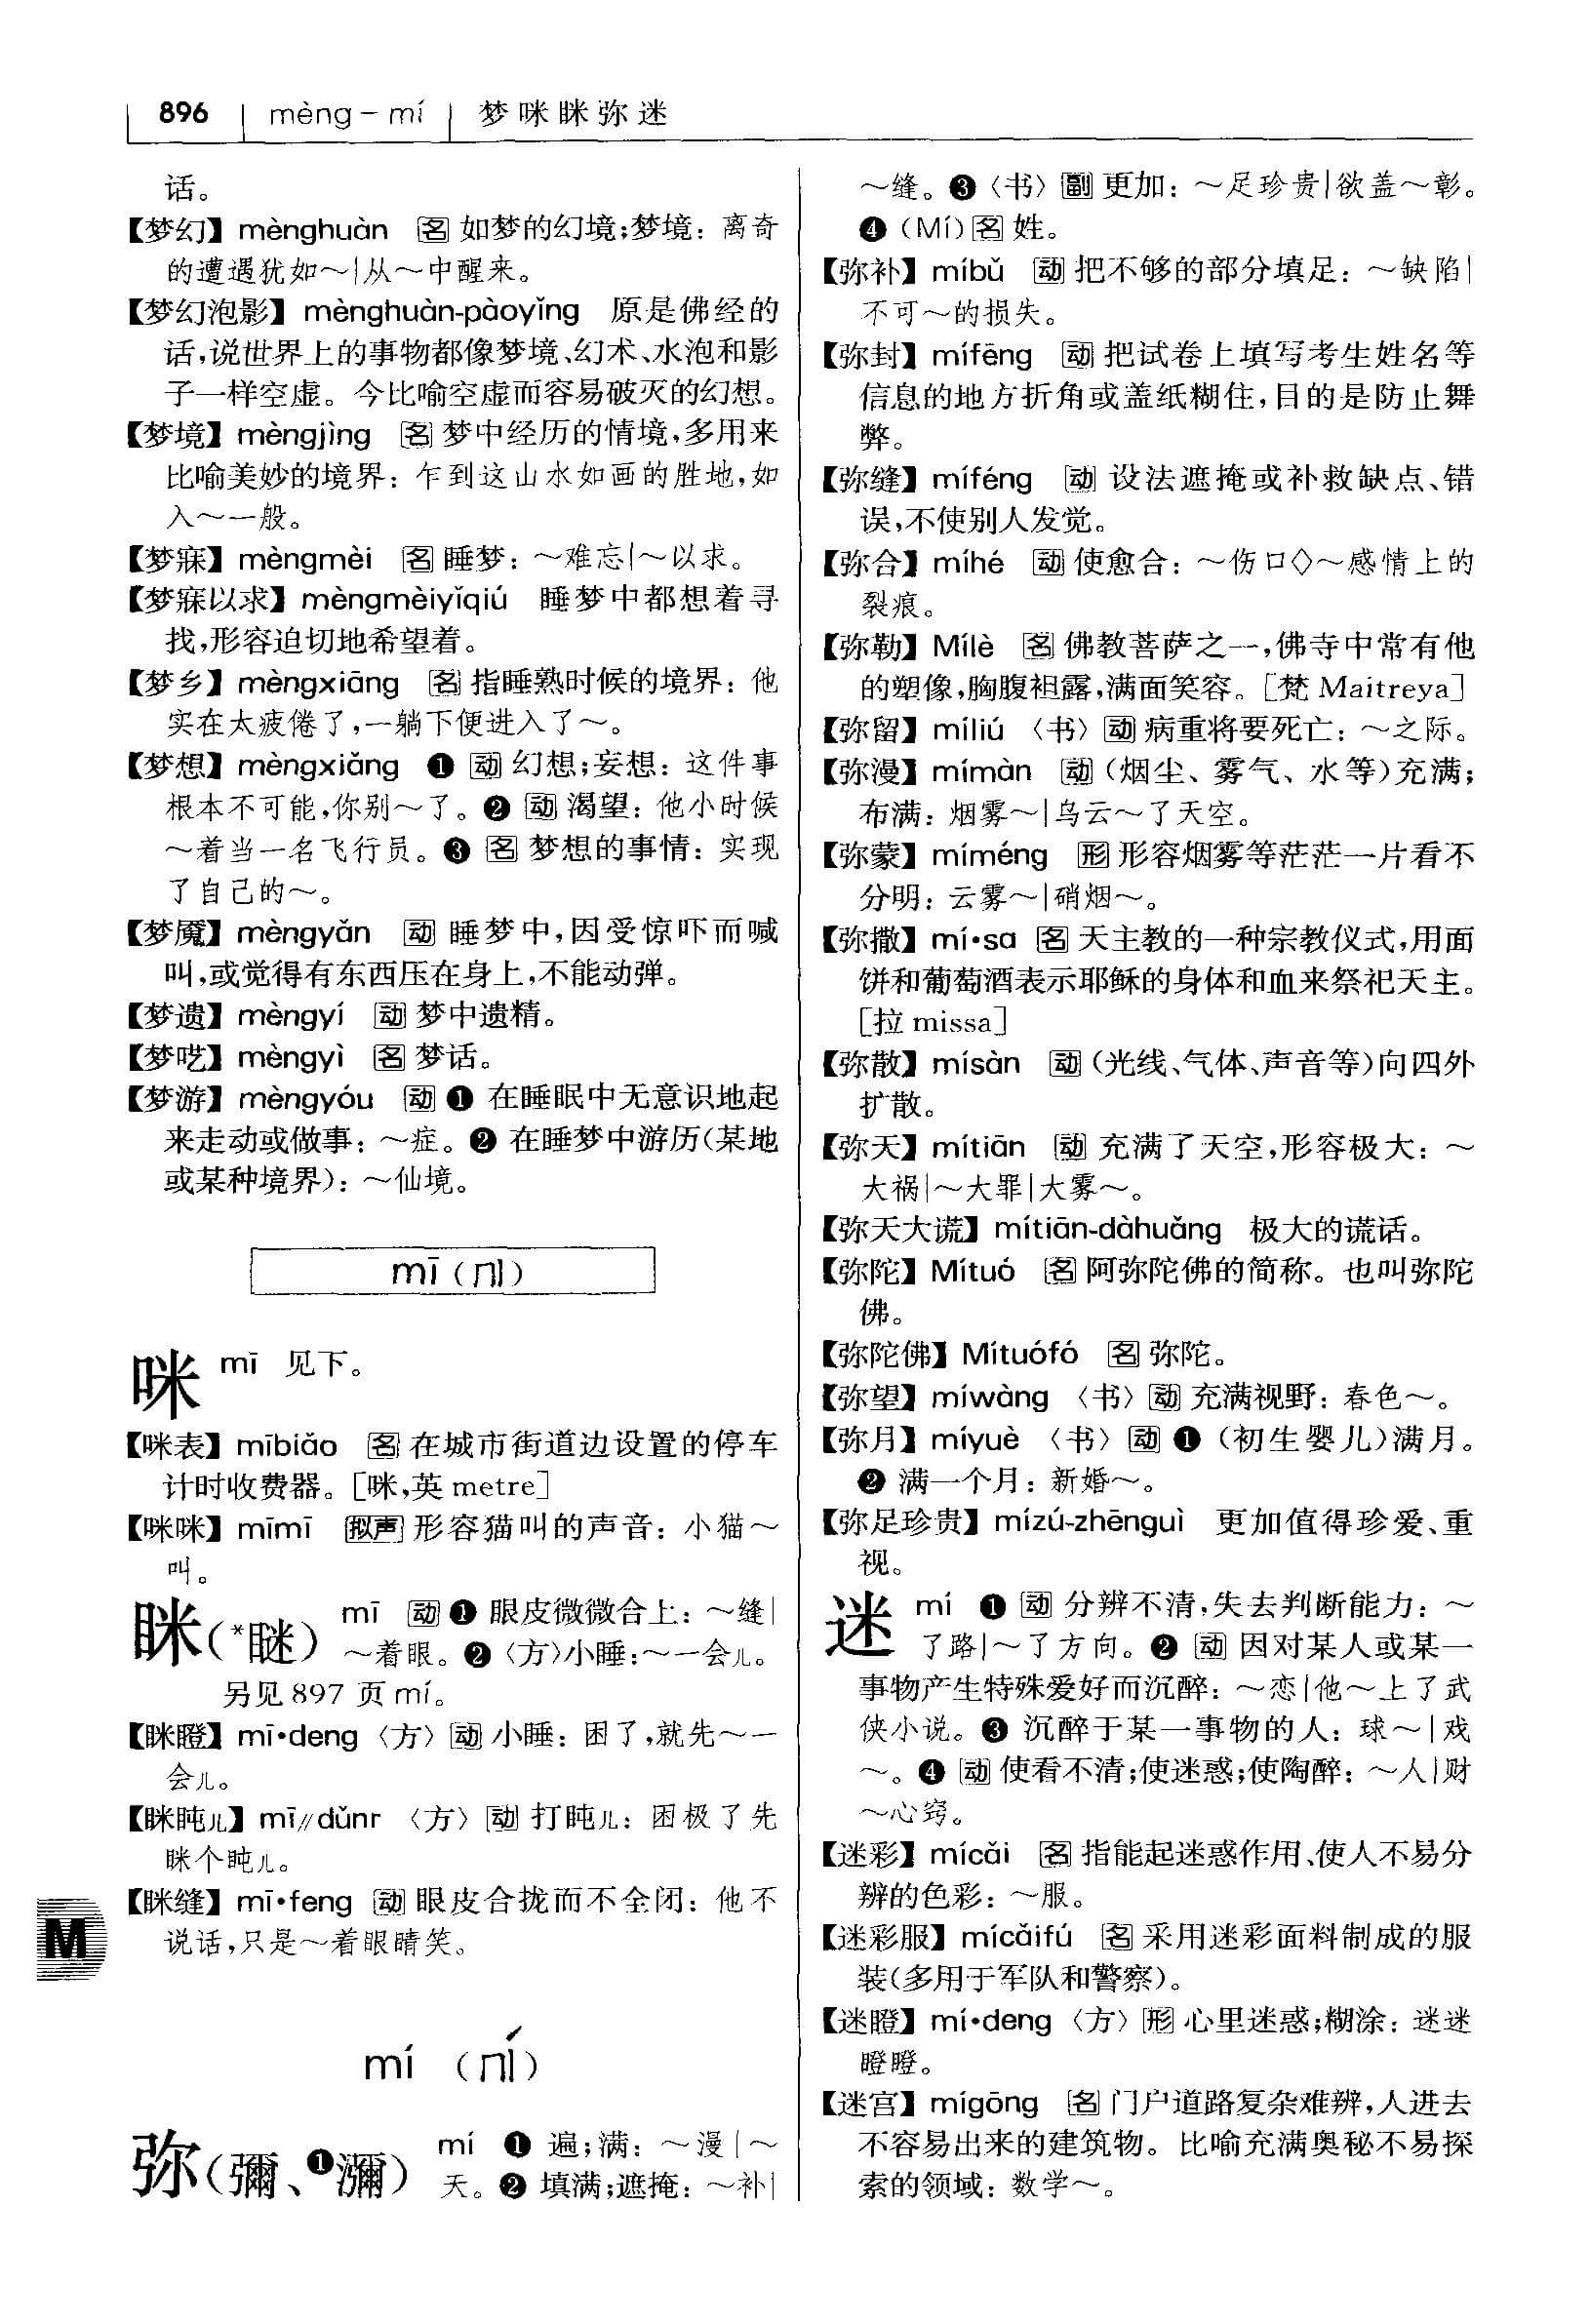 896 mèng – mí 梦咪眯弥迷
话。
【梦幻】 mènghuàn 名 如梦的幻境;梦境：离奇
的遭遇犹如～|从～中醒来。
【梦幻泡影】 mènghuàn-pàoyǐng 原是佛经的
话,说世界上的事物都像梦境、幻术、水泡和影
子一样空虚。今比喻空虚而容易破灭的幻想。
【梦境】 mèngjìng 名 梦中经历的情境,多用来
比喻美妙的境界：乍到这山水如画的胜地,如
入～一般。
【梦寐】 mèngmèi 名 睡梦：～难忘|～以求。
【梦寐以求】 mèngmèiyǐqiú 睡梦中都想着寻
找,形容迫切地希望着。
【梦乡】 mèngxiāng 名 指睡熟时候的境界：他
实在太疲倦了,一躺下便进入了～。
【梦想】 mèngxiǎng ❶ 动 幻想;妄想：这件事
根本不可能,你别～了。❷ 动 渴望：他小时候
～着当一名飞行员。❸ 名 梦想的事情：实现
了自己的～。
【梦魇】 mèngyǎn 动 睡梦中,因受惊吓而喊
叫,或觉得有东西压在身上,不能动弹。
【梦遗】 mèngyí 动 梦中遗精。
【梦呓】 mèngyì 名 梦话。
【梦游】 mèngyóu 动 ❶ 在睡眠中无意识地起
来走动或做事：～症。❷ 在睡梦中游历(某地
或某种境界)：～仙境。
mī (ㄇㄧ)
咪 mī 见下。
【咪表】 mībiǎo 名 在城市街道边设置的停车
计时收费器。[咪,英 metre]
【咪咪】 mīmī 拟声 形容猫叫的声音：小猫～
叫。
眯(*瞇) mī 动 ❶ 眼皮微微合上：～缝|
～着眼。❷〈方〉小睡:～一会儿。
另见 897 页 mí。
【眯瞪】 mī•deng〈方〉动 小睡：困了,就先～一
会儿。
【眯盹儿】 mī//dǔnr〈方〉动 打盹儿：困极了先
眯个盹儿。
【眯缝】 mī•feng 动 眼皮合拢而不全闭：他不
说话,只是～着眼睛笑。
M
mí (ㄇㄧˊ)
弥(彌、❶瀰) mí ❶ 遍;满：～漫|～
天。❷ 填满;遮掩：～补|
～缝。❸〈书〉副 更加：～足珍贵|欲盖～彰。
❹ (Mí) 名 姓。
【弥补】 míbǔ 动 把不够的部分填足：～缺陷|
不可～的损失。
【弥封】 mífēng 动 把试卷上填写考生姓名等
信息的地方折角或盖纸糊住,目的是防止舞
弊。
【弥缝】 míféng 动 设法遮掩或补救缺点、错
误,不使别人发觉。
【弥合】 míhé 动 使愈合：～伤口◇～感情上的
裂痕。
【弥勒】 Mílè 名 佛教菩萨之一,佛寺中常有他
的塑像,胸腹袒露,满面笑容。[梵 Maitreya]
【弥留】 míliú〈书〉动 病重将要死亡：～之际。
【弥漫】 mímàn 动 (烟尘、雾气、水等)充满;
布满：烟雾～|乌云～了天空。
【弥蒙】 míméng 形 形容烟雾等茫茫一片看不
分明：云雾～|硝烟～。
【弥撒】 mí•sa 名 天主教的一种宗教仪式,用面
饼和葡萄酒表示耶稣的身体和血来祭祀天主。
[拉 missa]
【弥散】 mísàn 动 (光线、气体、声音等)向四外
扩散。
【弥天】 mítiān 动 充满了天空,形容极大：～
大祸|～大罪|大雾～。
【弥天大谎】 mítiān-dàhuǎng 极大的谎话。
【弥陀】 Mítuó 名 阿弥陀佛的简称。也叫弥陀
佛。
【弥陀佛】 Mítuófó 名 弥陀。
【弥望】 míwàng〈书〉动 充满视野：春色～。
【弥月】 míyuè〈书〉动 ❶ (初生婴儿)满月。
❷ 满一个月：新婚～。
【弥足珍贵】 mízú-zhēnguì 更加值得珍爱、重
视。
迷 mí ❶ 动 分辨不清,失去判断能力：～
了路|～了方向。❷ 动 因对某人或某一
事物产生特殊爱好而沉醉：～恋|他～上了武
侠小说。❸ 沉醉于某一事物的人：球～|戏
～。❹ 动 使看不清;使迷惑;使陶醉：～人|财
～心窍。
【迷彩】 mícǎi 名 指能起迷惑作用、使人不易分
辨的色彩：～服。
【迷彩服】 mícǎifú 名 采用迷彩面料制成的服
装(多用于军队和警察)。
【迷瞪】 mí•deng〈方〉形 心里迷惑;糊涂：迷迷
瞪瞪。
【迷宫】 mígōng 名 门户道路复杂难辨,人进去
不容易出来的建筑物。比喻充满奥秘不易探
索的领域：数学～。